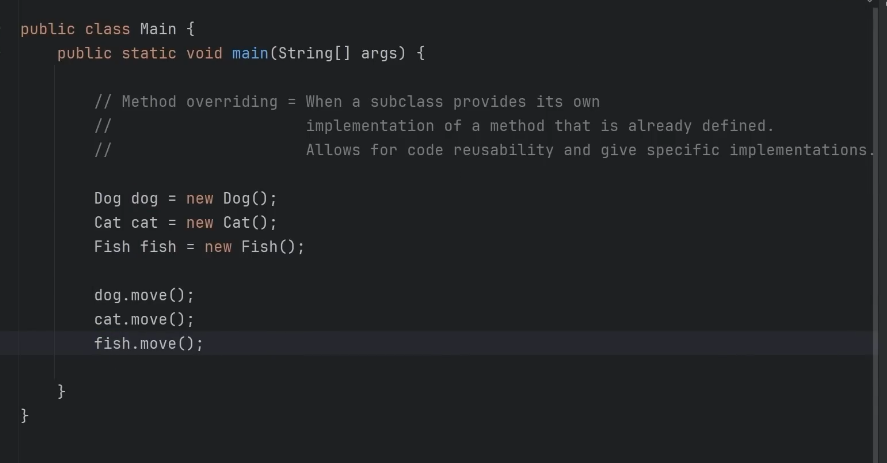 public class Main {
    public static void main(String[] args) {

        // Method overriding = When a subclass provides its own
        //                     implementation of a method that is already defined.
        //                     Allows for code reusability and give specific implementations.

        Dog dog = new Dog();
        Cat cat = new Cat();
        Fish fish = new Fish();

        dog.move();
        cat.move();
        fish.move();

    }
}